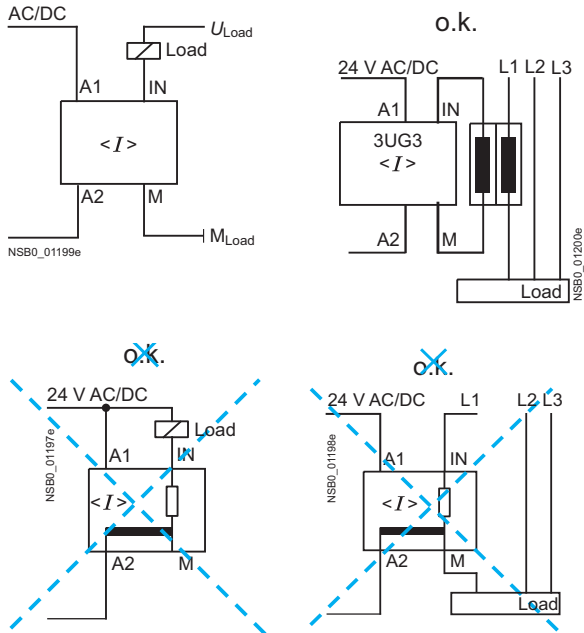 AC/DC
U Load
Load
A1
IN
<I>
A2
M
M Load
NSB0_01199e
o.k.
24 V AC/DC
L1 L2 L3
A1
IN
3UG3
<I>
A2
M
Load
NSB0_01200e
o.k.
24 V AC/DC
Load
A1
IN
<I>
A2
M
NSB0_01197e
o.k.
24 V AC/DC
L1
L2 L3
A1
IN
<I>
A2
M
Load
NSB0_01198e